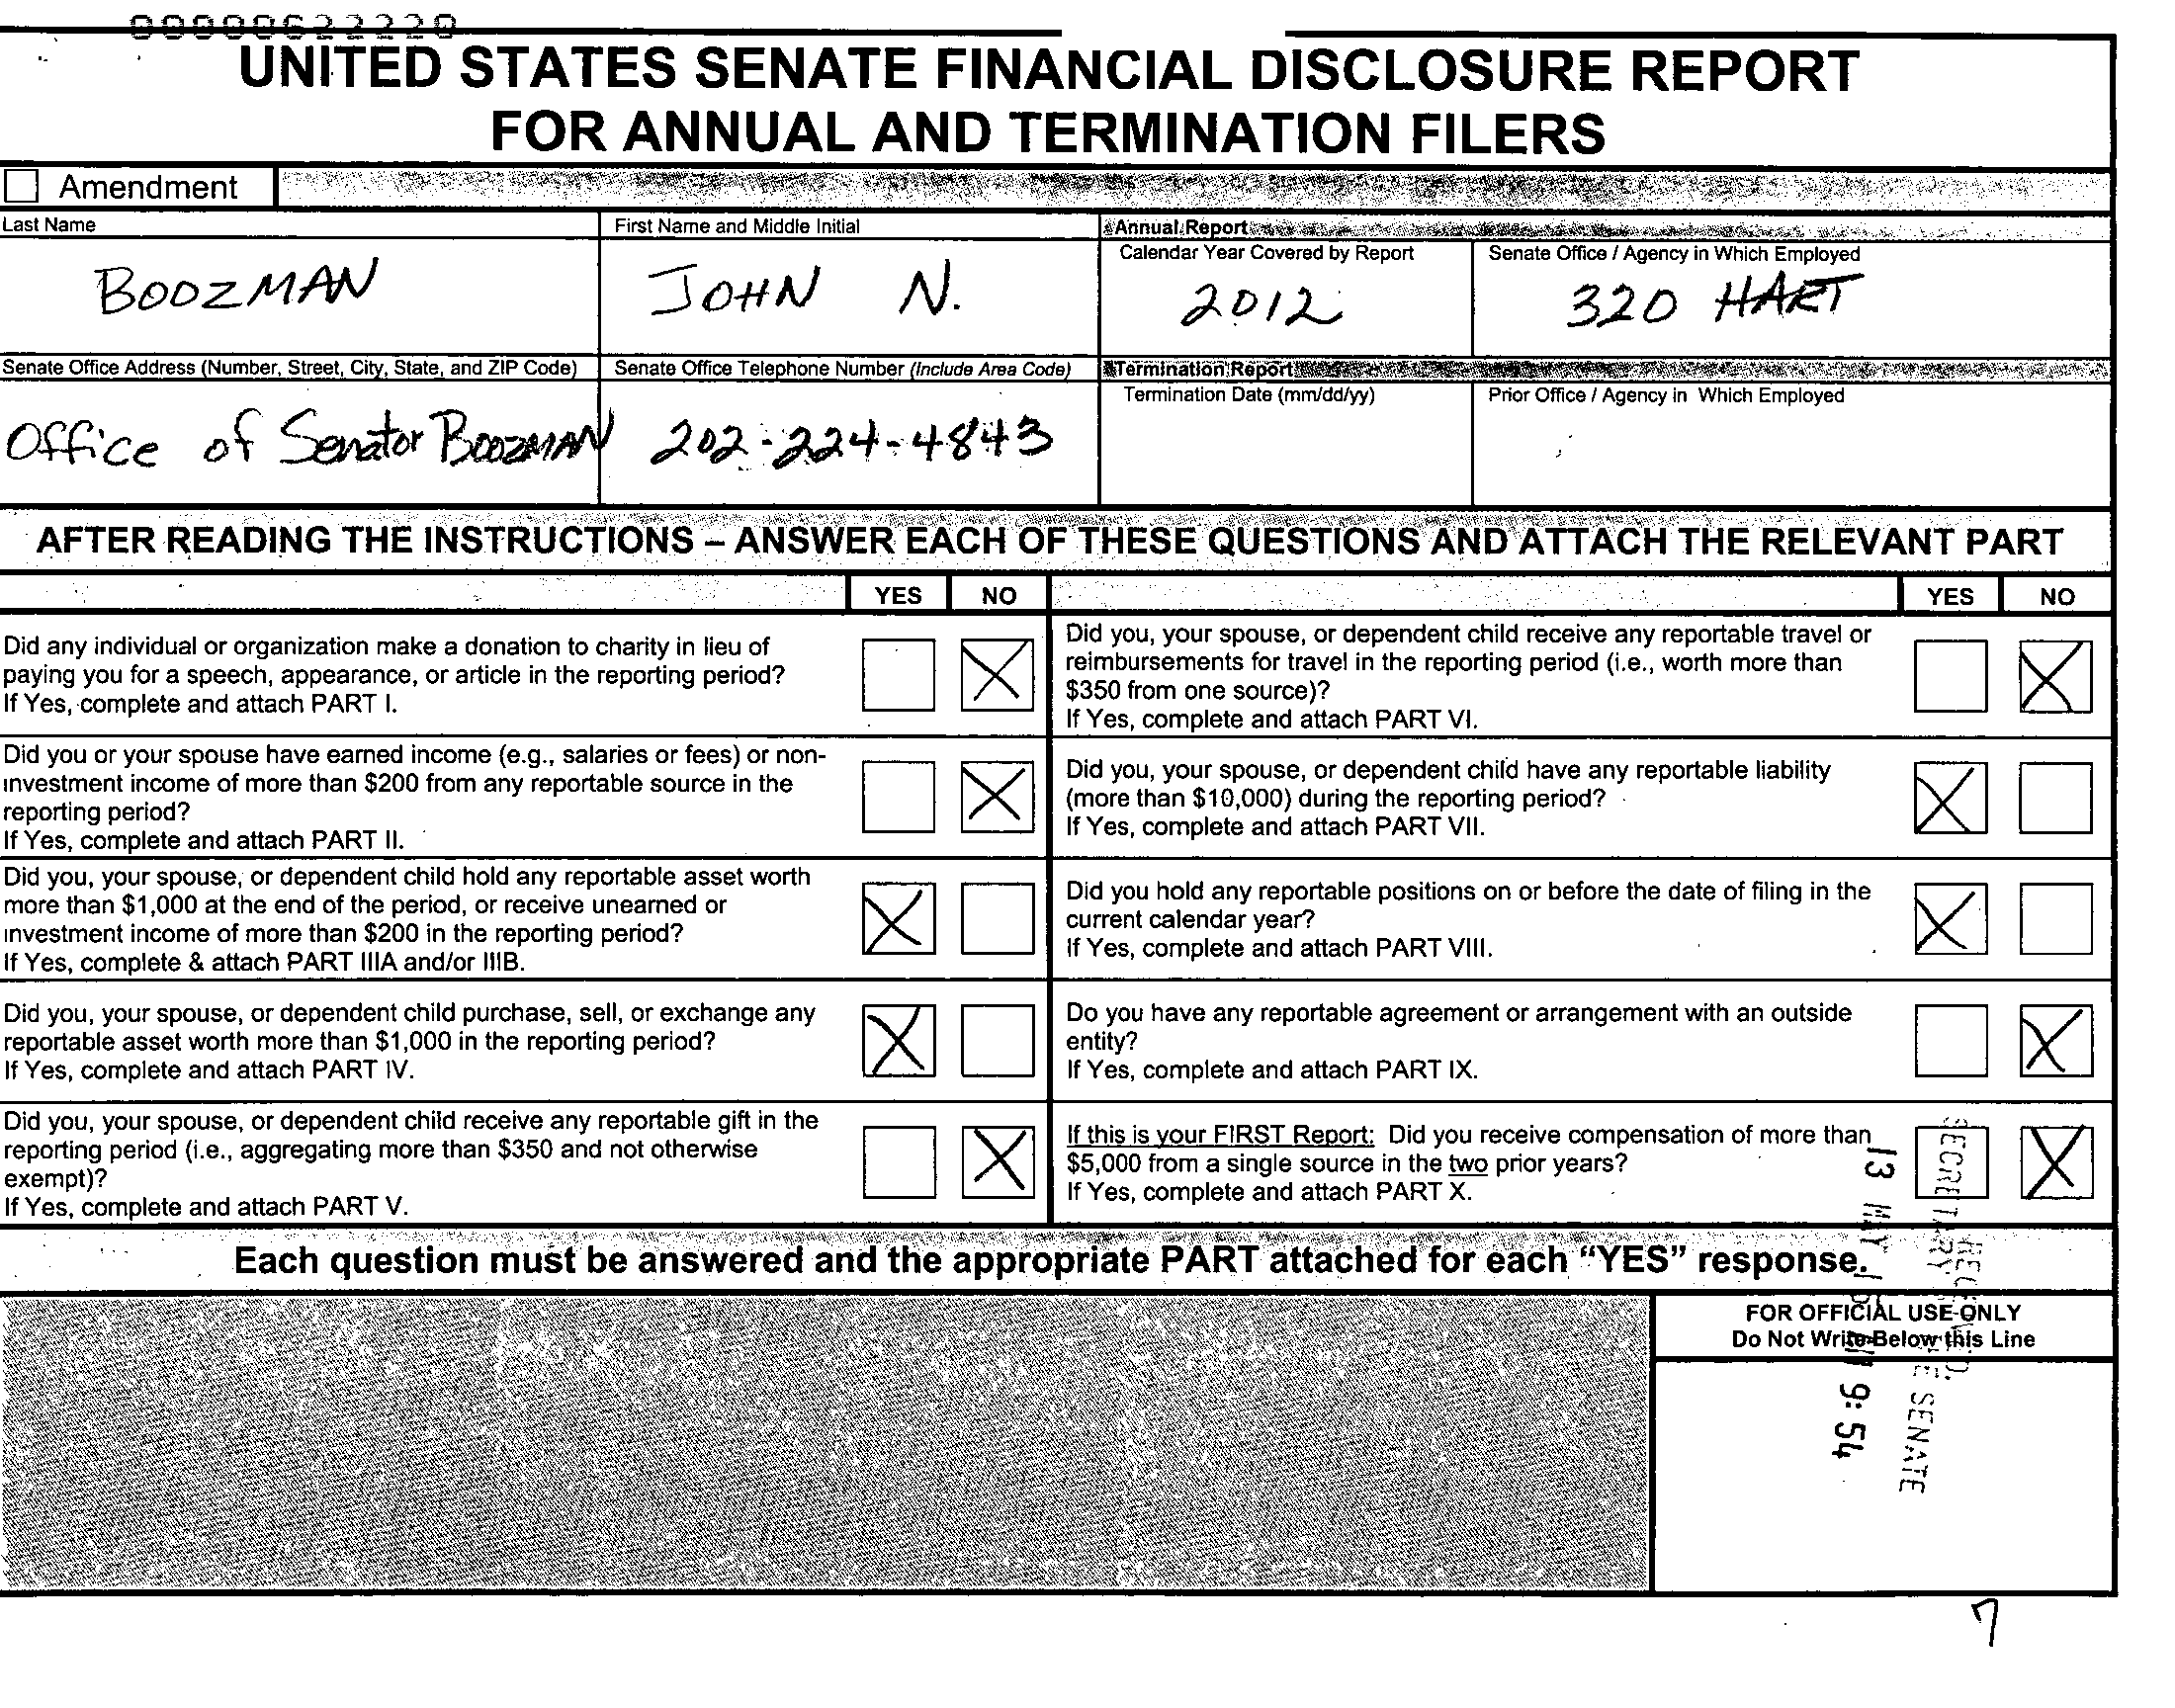 00000622220
UNITED STATES SENATE FINANCIAL DISCLOSURE REPORT
FOR ANNUAL AND TERMINATION FILERS
Amendment
Last Name
First Name and Middle Initial
Annual Report
Calendar Year Covered by Report
Senate Office / Agency in Which Employed
BOOZMAN
JOHN N.
2012
320 HART
Senate Office Address (Number, Street, City, State, and ZIP Code)
Senate Office Telephone Number (Include Area Code)
Termination Report
Termination Date (mm/dd/yy)
Prior Office / Agency in Which Employed
Office of Senator BOOZMAN
202-224-4843
AFTER READING THE INSTRUCTIONS – ANSWER EACH OF THESE QUESTIONS AND ATTACH THE RELEVANT PART
YES NO
YES NO
Did any individual or organization make a donation to charity in lieu of
paying you for a speech, appearance, or article in the reporting period?
If Yes, complete and attach PART I.
Did you, your spouse, or dependent child receive any reportable travel or
reimbursements for travel in the reporting period (i.e., worth more than
$350 from one source)?
If Yes, complete and attach PART VI.
Did you or your spouse have earned income (e.g., salaries or fees) or non-
investment income of more than $200 from any reportable source in the
reporting period?
If Yes, complete and attach PART II.
Did you, your spouse, or dependent child have any reportable liability
(more than $10,000) during the reporting period?
If Yes, complete and attach PART VII.
Did you, your spouse, or dependent child hold any reportable asset worth
more than $1,000 at the end of the period, or receive unearned or
investment income of more than $200 in the reporting period?
If Yes, complete & attach PART IIIA and/or IIIB.
Did you hold any reportable positions on or before the date of filing in the
current calendar year?
If Yes, complete and attach PART VIII.
Did you, your spouse, or dependent child purchase, sell, or exchange any
reportable asset worth more than $1,000 in the reporting period?
If Yes, complete and attach PART IV.
Do you have any reportable agreement or arrangement with an outside
entity?
If Yes, complete and attach PART IX.
Did you, your spouse, or dependent child receive any reportable gift in the
reporting period (i.e., aggregating more than $350 and not otherwise
exempt)?
If Yes, complete and attach PART V.
If this is your FIRST Report: Did you receive compensation of more than
$5,000 from a single source in the two prior years?
If Yes, complete and attach PART X.
Each question must be answered and the appropriate PART attached for each “YES” response.
FOR OFFICIAL USE ONLY
Do Not Write Below this Line
SECRETARY SENATE
13 MAY 9:54
7